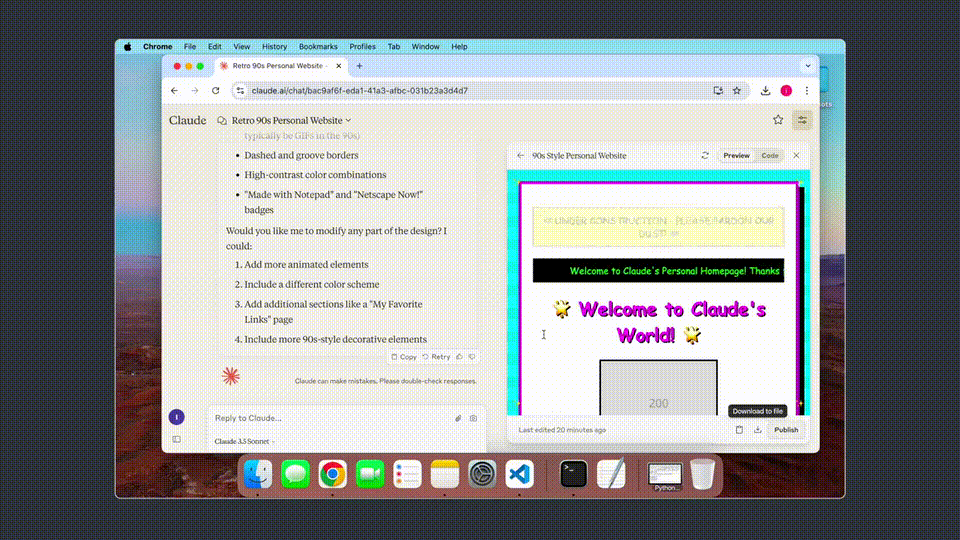 Chrome File Edit View History Bookmarks Profiles Tab Window Help
Retro 90s Personal Website -
claude.ai/chat/bac9af6f-eda1-41a3-afbc-031b23a3d4d7
Claude
Retro 90s Personal Website
typically be GIFs in the 90s)
• Dashed and groove borders
• High-contrast color combinations
• "Made with Notepad" and "Netscape Now!"
badges
Would you like me to modify any part of the design? I
could:
1. Add more animated elements
2. Include a different color scheme
3. Add additional sections like a "My Favorite
Links" page
4. Include more 90s-style decorative elements
Copy Retry
Claude can make mistakes. Please double-check responses.
Reply to Claude...
Claude 3.5 Sonnet
90s Style Personal Website
Preview Code
UNDER CONSTRUCTION - PLEASE PARDON OUR
DUST!
Welcome to Claude's Personal Homepage! Thanks
Welcome to Claude's
World!
200
Download to file
Last edited 20 minutes ago
Publish
Python...